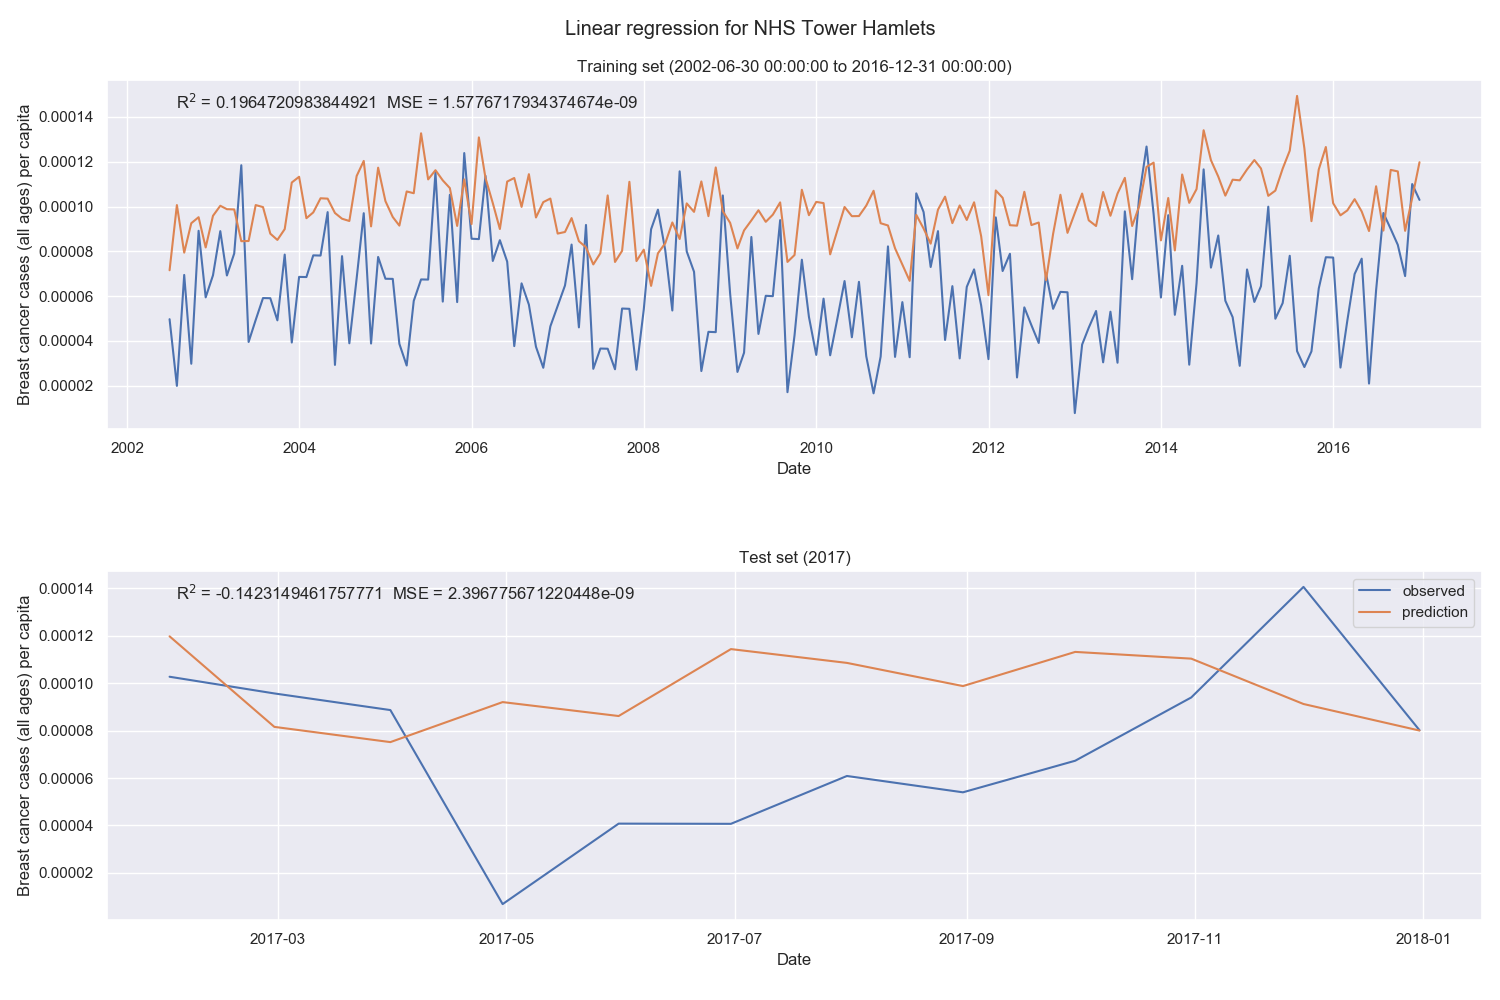 Linear regression for NHS Tower Hamlets
Training set (2002-06-30 00:00:00 to 2016-12-31 00:00:00)
R² = 0.1964720983844921 MSE = 1.5776717934374674e-09
Breast cancer cases (all ages) per capita
0.00014
0.00012
0.00010
0.00008
0.00006
0.00004
0.00002
2002 2004 2006 2008 2010 2012 2014 2016
Date
Test set (2017)
R² = -0.1423149461757771 MSE = 2.396775671220448e-09
observed
prediction
Breast cancer cases (all ages) per capita
0.00014
0.00012
0.00010
0.00008
0.00006
0.00004
0.00002
2017-03 2017-05 2017-07 2017-09 2017-11 2018-01
Date